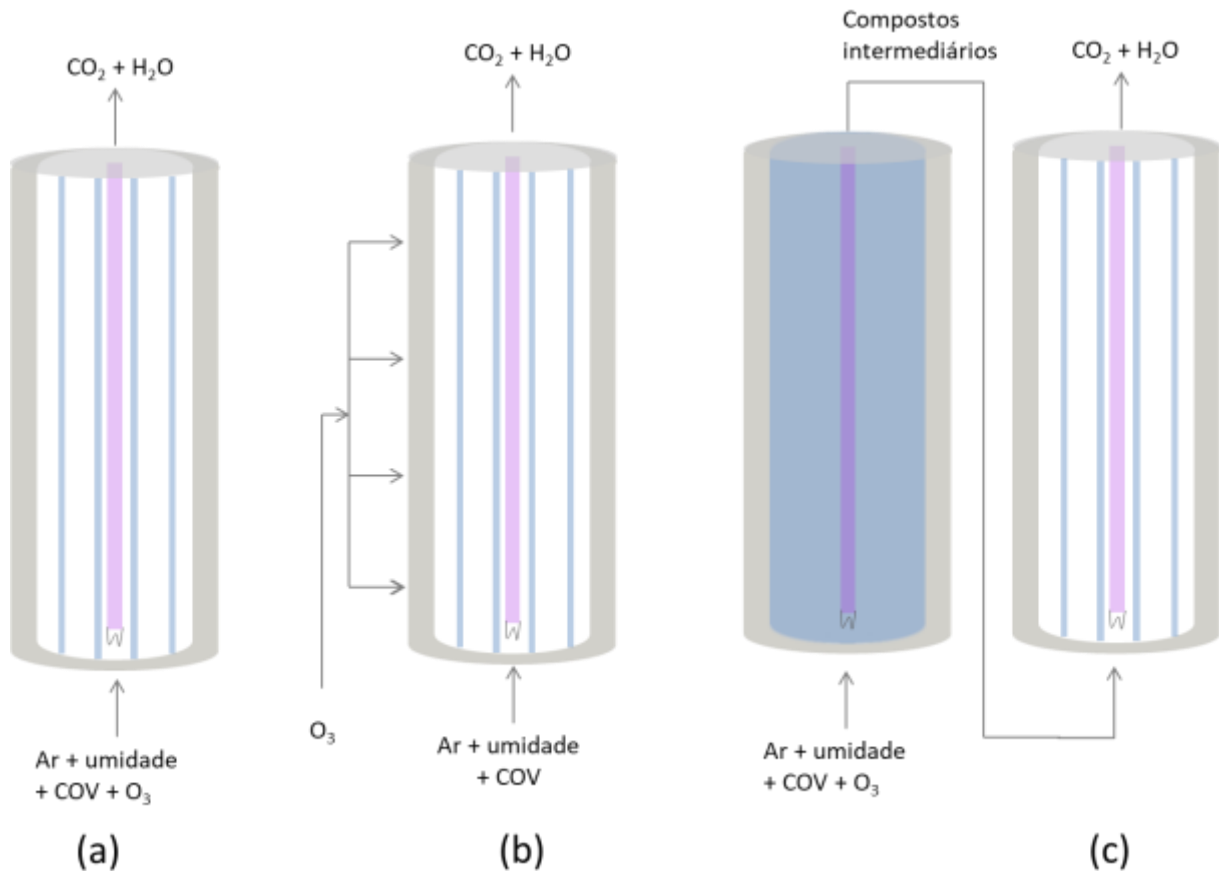 CO₂ + H₂O
Ar + umidade
+ COV + O₃
(a)
CO₂ + H₂O
O₃
Ar + umidade
+ COV
(b)
Compostos
intermediários
CO₂ + H₂O
Ar + umidade
+ COV + O₃
(c)